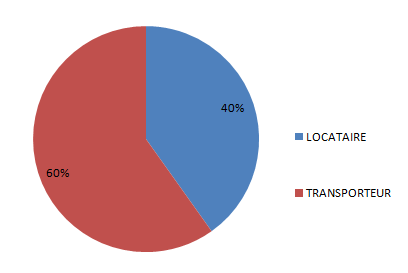 40%
LOCATAIRE
60%
TRANSPORTEUR